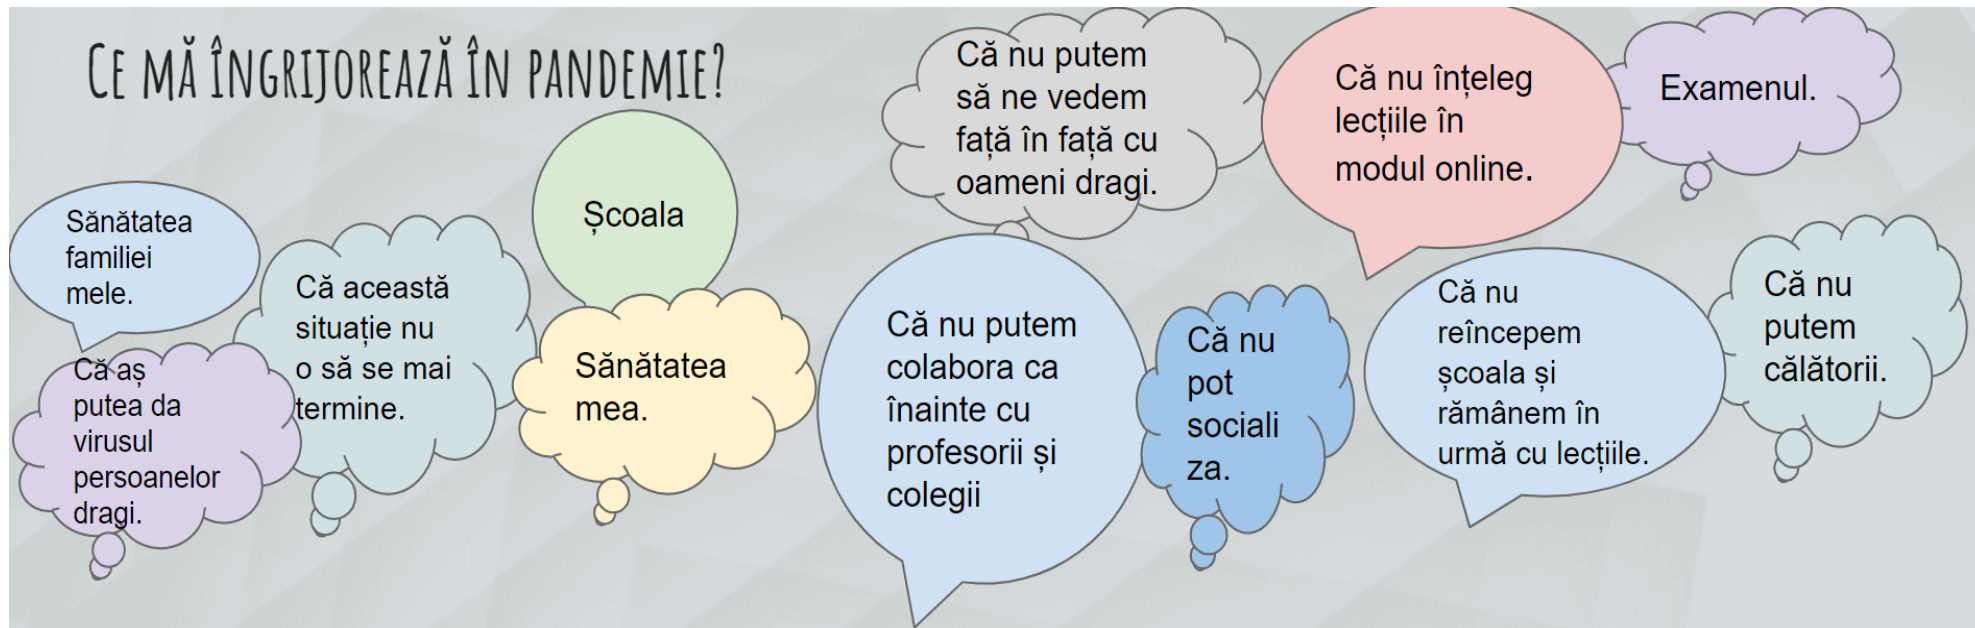 CE MĂ ÎNGRIJOREAZĂ ÎN PANDEMIE?
Sănătatea
familiei
mele.
Că aș
putea da
virusul
persoanelor
dragi.
Că această
situație nu
o să se mai
termine.
Școala
Sănătatea
mea.
Că nu putem
să ne vedem
față în față cu
oameni dragi.
Că nu putem
colabora ca
înainte cu
profesorii și
colegii
Că nu
pot
sociali
za.
Că nu înțeleg
lecțiile în
modul online.
Că nu
reîncepem
școala și
rămânem în
urmă cu lecțiile.
Examenul.
Că nu
putem
călătorii.